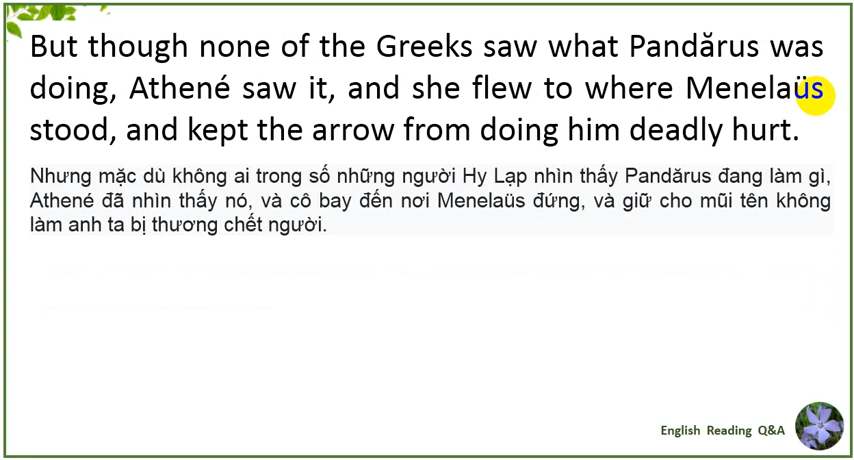 But though none of the Greeks saw what Pandărus was
doing, Athené saw it, and she flew to where Menelaüs
stood, and kept the arrow from doing him deadly hurt.
Nhưng mặc dù không ai trong số những người Hy Lạp nhìn thấy Pandărus đang làm gì,
Athené đã nhìn thấy nó, và cô bay đến nơi Menelaüs đứng, và giữ cho mũi tên không
làm anh ta bị thương chết người.
English Reading Q&A